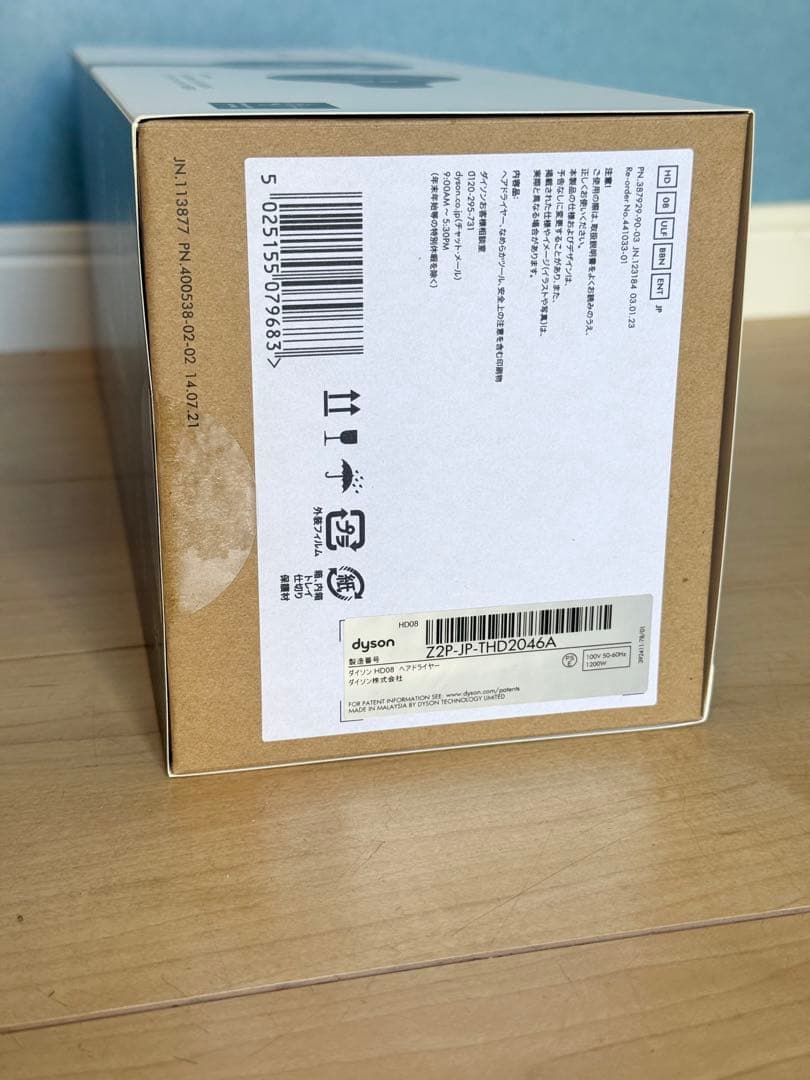 HD 08 ULF BBN ENT JP
PN.387929-90-03 JN.123184 03.01.23
Re-order No.441033-01
注意!
ご使用の際は、取扱説明書をよくお読みのうえ、
正しくお使いください。
本製品の仕様およびデザインは、
予告なしに変更することがあり、また、
掲載された仕様やイメージ(イラストや写真)は、
実際と異なる場合があります。
内容品:
ヘアドライヤー、なめらかツール、安全上の注意を含む印刷物
ダイソンお客様相談室
0120-295-731
dyson.co.jp(チャット・メール)
9:00AM ~ 5:30PM
(年末年始等の特別休暇を除く)
5 025155 079683 >
プラ
外装フィルム
紙
箱、内箱
トレイ
仕切り
保護材
JN.113877 PN.400538-02-02 14.07.21
HD08
dyson
Z2P-JP-THD2046A
製造番号
ダイソン HD08 ヘアドライヤー
ダイソン株式会社
100V 50-60Hz
1200W
FOR PATENT INFORMATION SEE: www.dyson.com/patents
MADE IN MALAYSIA BY DYSON TECHNOLOGY LIMITED